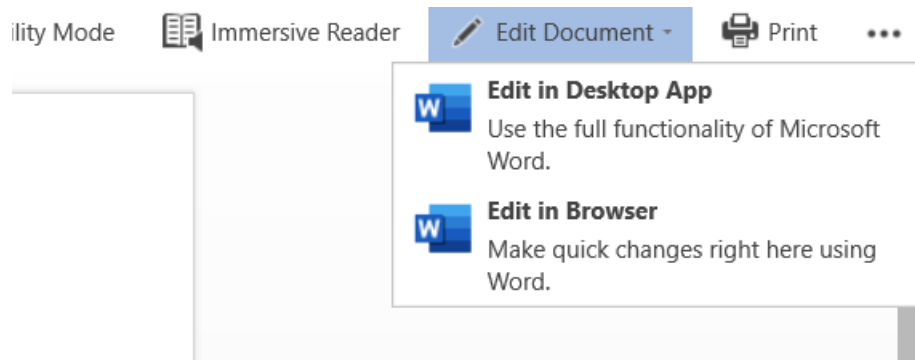 ility Mode Immersive Reader Edit Document Print
Edit in Desktop App
Use the full functionality of Microsoft
Word.
Edit in Browser
Make quick changes right here using
Word.